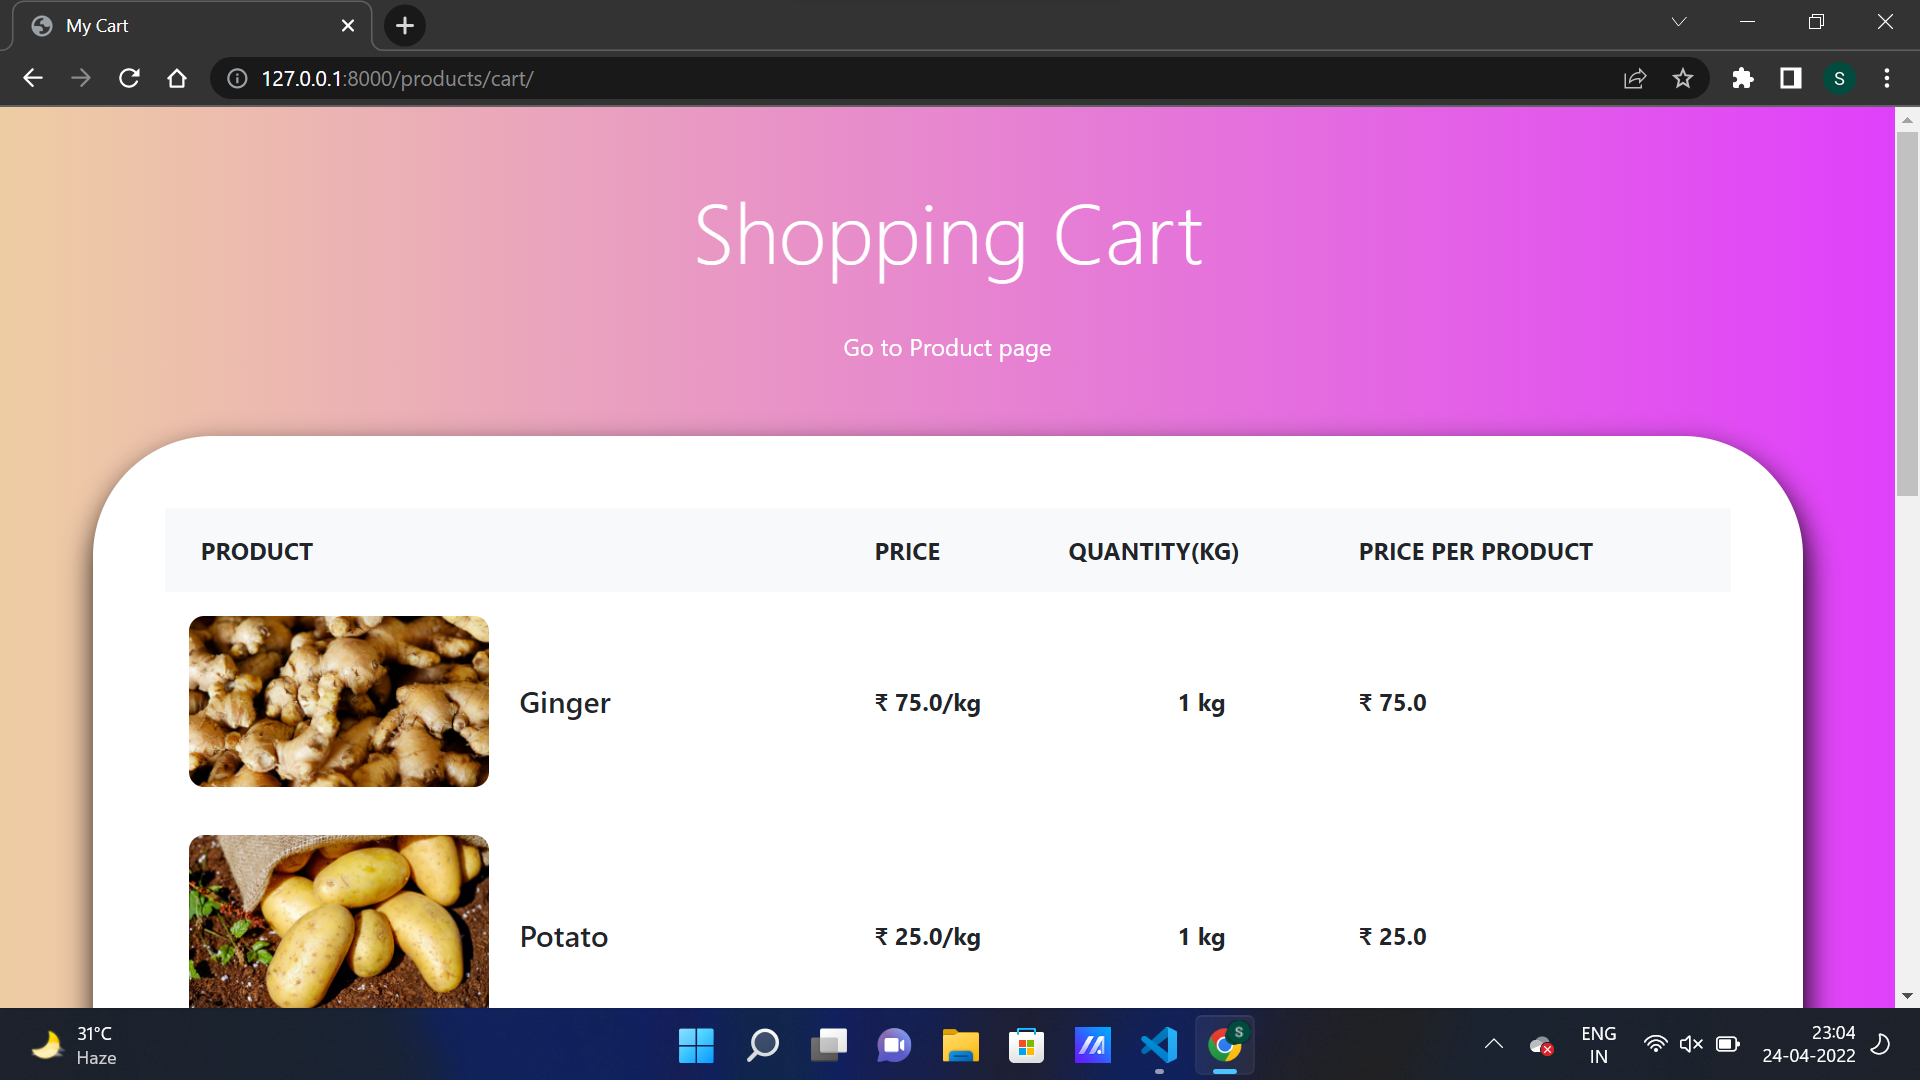 My Cart
127.0.0.1:8000/products/cart/
S
Shopping Cart
Go to Product page
PRODUCT PRICE QUANTITY(KG) PRICE PER PRODUCT
Ginger ₹ 75.0/kg 1 kg ₹ 75.0
Potato ₹ 25.0/kg 1 kg ₹ 25.0
31°C
Haze
S
ENG
IN
23:04
24-04-2022